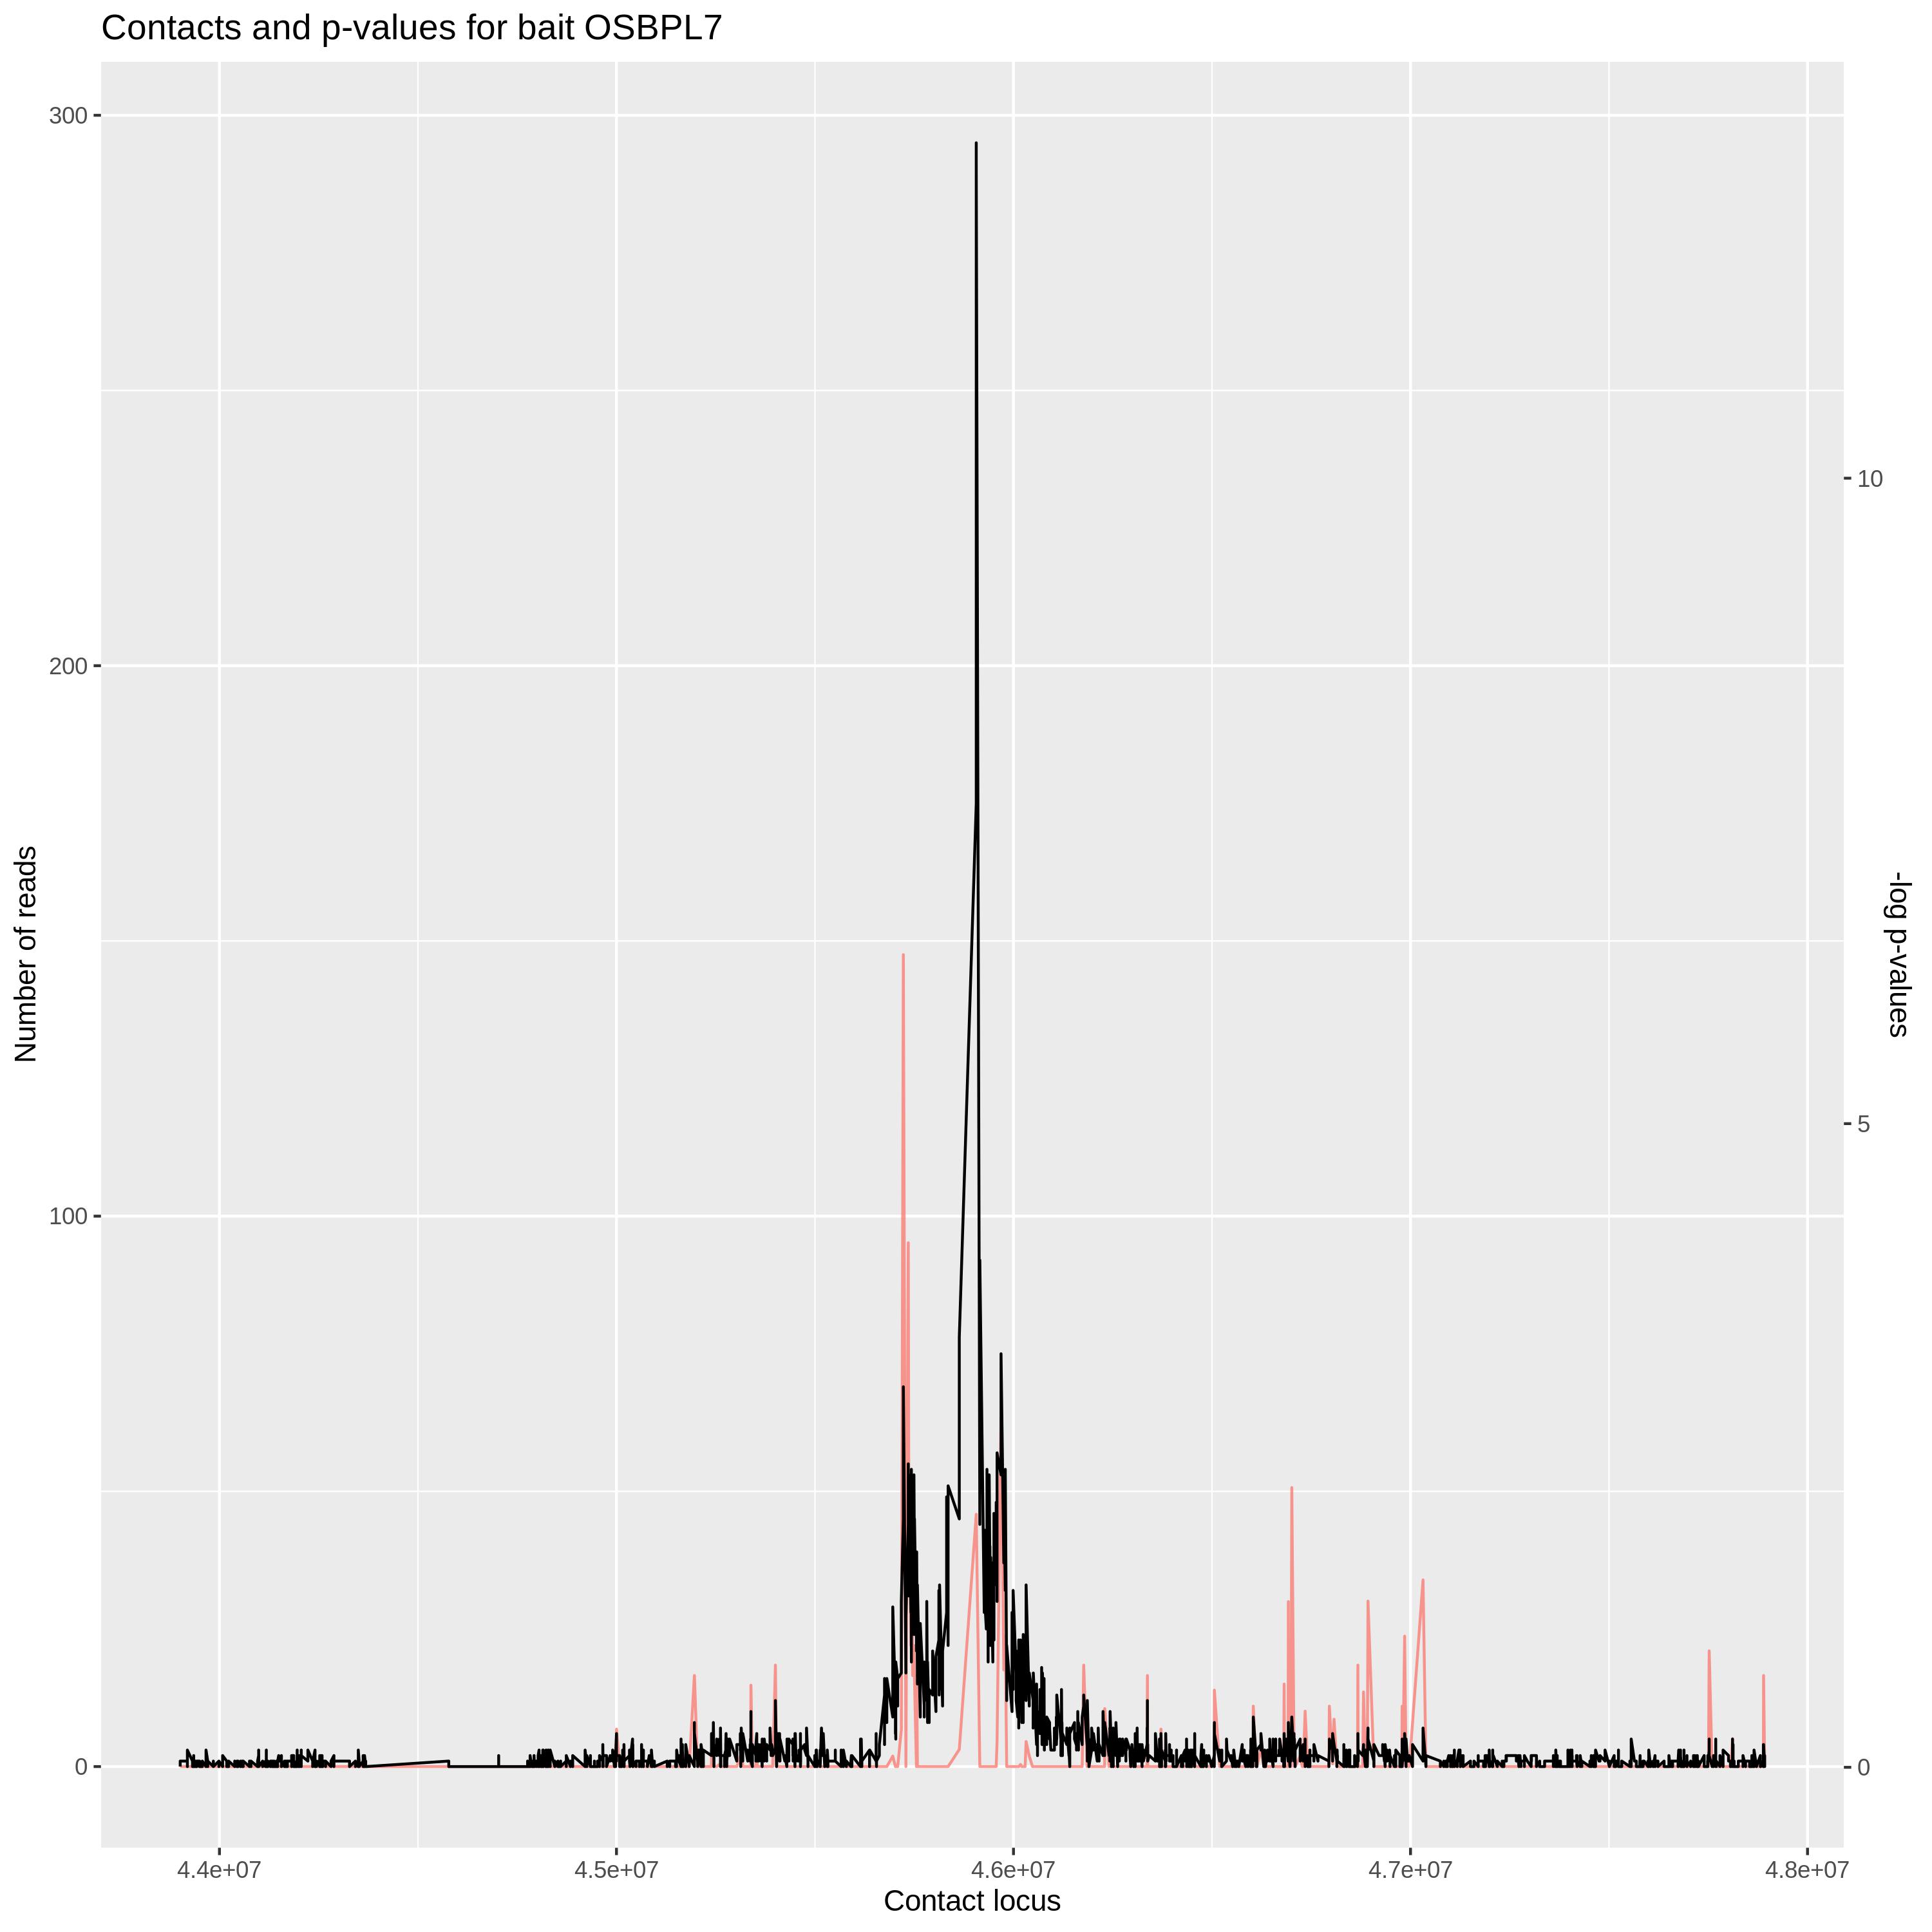 Contacts and p-values for bait OSBPL7
300
200
100
0
Number of reads
10
5
0
-log p-values
4.4e+07 4.5e+07 4.6e+07 4.7e+07 4.8e+07
Contact locus